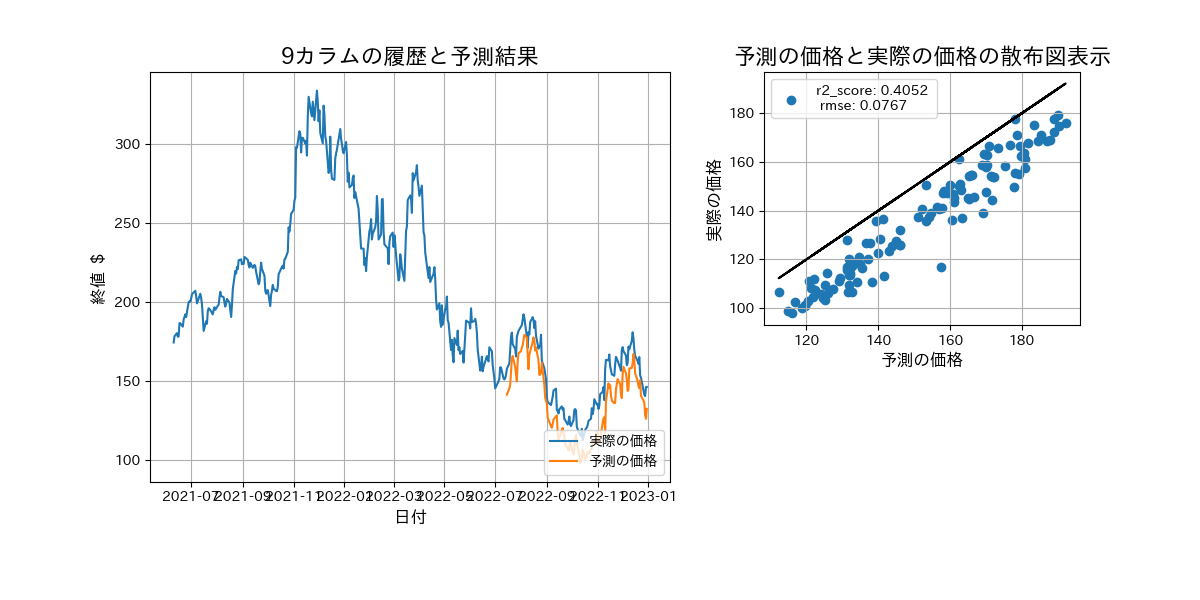 9カラムの履歴と予測結果
終値 $
300
250
200
150
100
2021-07
2021-09
2021-11
2022-01
2022-03
2022-05
2022-07
2022-09
2022-11
2023-01
日付
実際の価格
予測の価格
予測の価格と実際の価格の散布図表示
r2_score: 0.4052
rmse: 0.0767
実際の価格
180
160
140
120
100
120
140
160
180
予測の価格